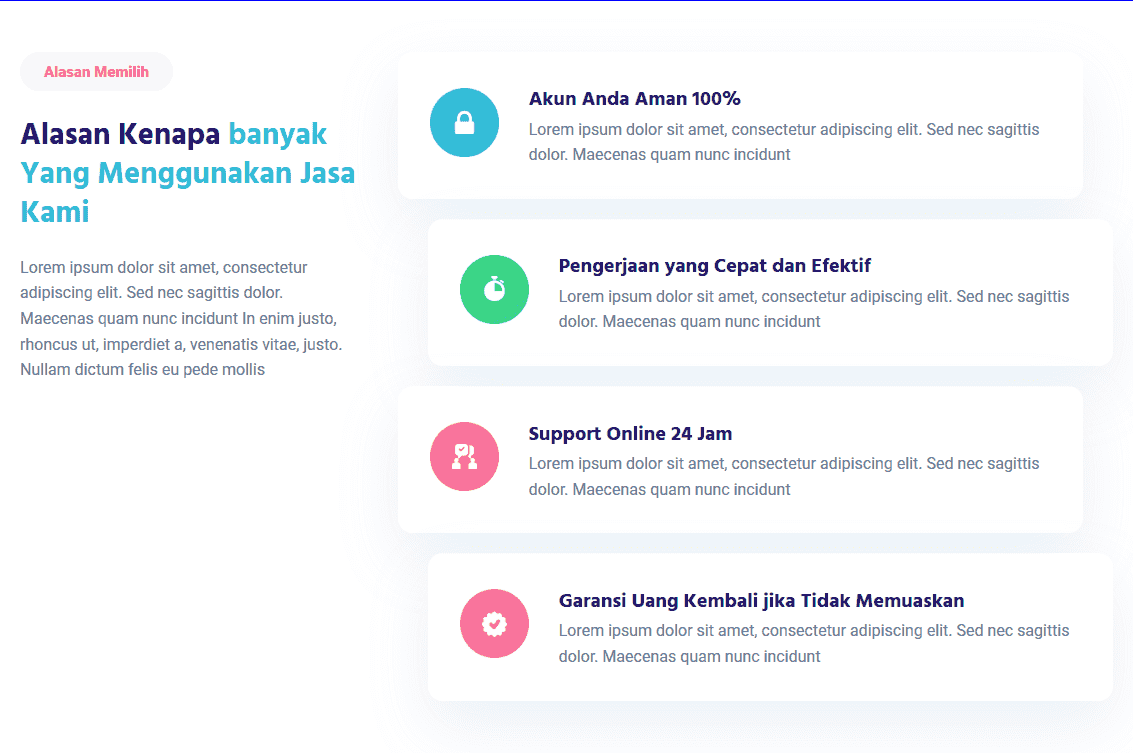 Alasan Memilih
Alasan Kenapa banyak
Yang Menggunakan Jasa
Kami
Lorem ipsum dolor sit amet, consectetur
adipiscing elit. Sed nec sagittis dolor.
Maecenas quam nunc incidunt In enim justo,
rhoncus ut, imperdiet a, venenatis vitae, justo.
Nullam dictum felis eu pede mollis
Akun Anda Aman 100%
Lorem ipsum dolor sit amet, consectetur adipiscing elit. Sed nec sagittis
dolor. Maecenas quam nunc incidunt
Pengerjaan yang Cepat dan Efektif
Lorem ipsum dolor sit amet, consectetur adipiscing elit. Sed nec sagittis
dolor. Maecenas quam nunc incidunt
Support Online 24 Jam
Lorem ipsum dolor sit amet, consectetur adipiscing elit. Sed nec sagittis
dolor. Maecenas quam nunc incidunt
Garansi Uang Kembali jika Tidak Memuaskan
Lorem ipsum dolor sit amet, consectetur adipiscing elit. Sed nec sagittis
dolor. Maecenas quam nunc incidunt